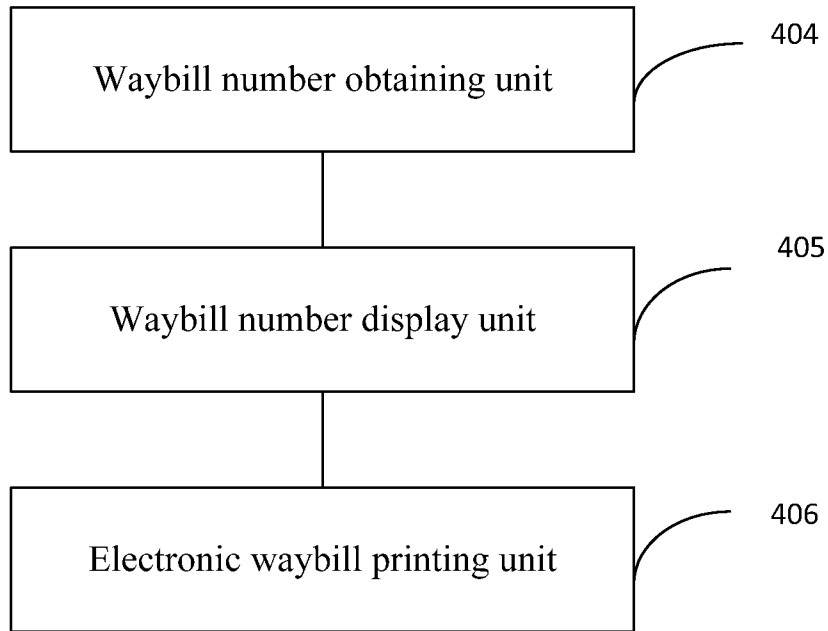 404
Waybill number obtaining unit
405
Waybill number display unit
406
Electronic waybill printing unit